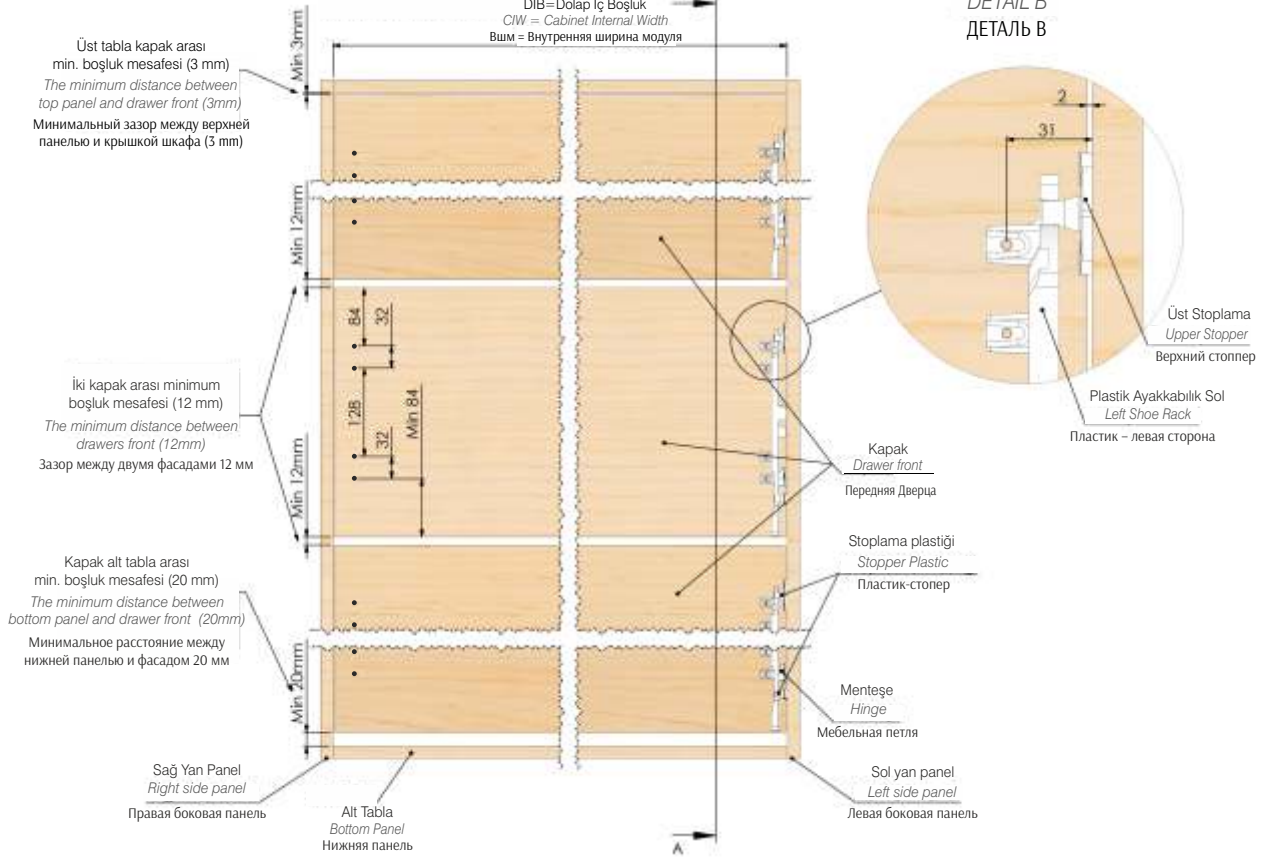 DİB=Dolap İç Boşluk
CIW = Cabinet Internal Width
Вшм = Внутренняя ширина модуля
DETAIL B
ДЕТАЛЬ B
Min 3mm
Üst tabla kapak arası
min. boşluk mesafesi (3 mm)
The minimum distance between
top panel and drawer front (3mm)
Минимальный зазор между верхней
панелью и крышкой шкафа (3 mm)
2
31
Min 12mm
84
32
128
32
Min 84
Üst Stoplama
Upper Stopper
Верхний стоппер
Plastik Ayakkabılık Sol
Left Shoe Rack
Пластик – левая сторона
İki kapak arası minimum
boşluk mesafesi (12 mm)
The minimum distance between
drawers front (12mm)
Зазор между двумя фасадами 12 мм
Min 12mm
Kapak
Drawer front
Передняя Дверца
Stoplama plastiği
Stopper Plastic
Пластик-стопер
Kapak alt tabla arası
min. boşluk mesafesi (20 mm)
The minimum distance between
bottom panel and drawer front (20mm)
Минимальное расстояние между
нижней панелью и фасадом 20 мм
Min 20mm
Menteşe
Hinge
Мебельная петля
Sağ Yan Panel
Right side panel
Правая боковая панель
Alt Tabla
Bottom Panel
Нижняя панель
Sol yan panel
Left side panel
Левая боковая панель
A